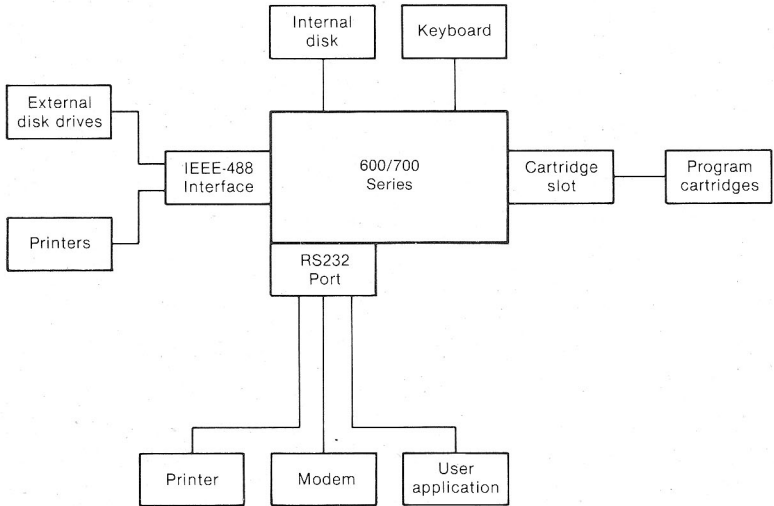 Internal
disk
Keyboard
External
disk drives
IEEE-488
Interface
600/700
Series
Cartridge
slot
Program
cartridges
Printers
RS232
Port
Printer
Modem
User
application